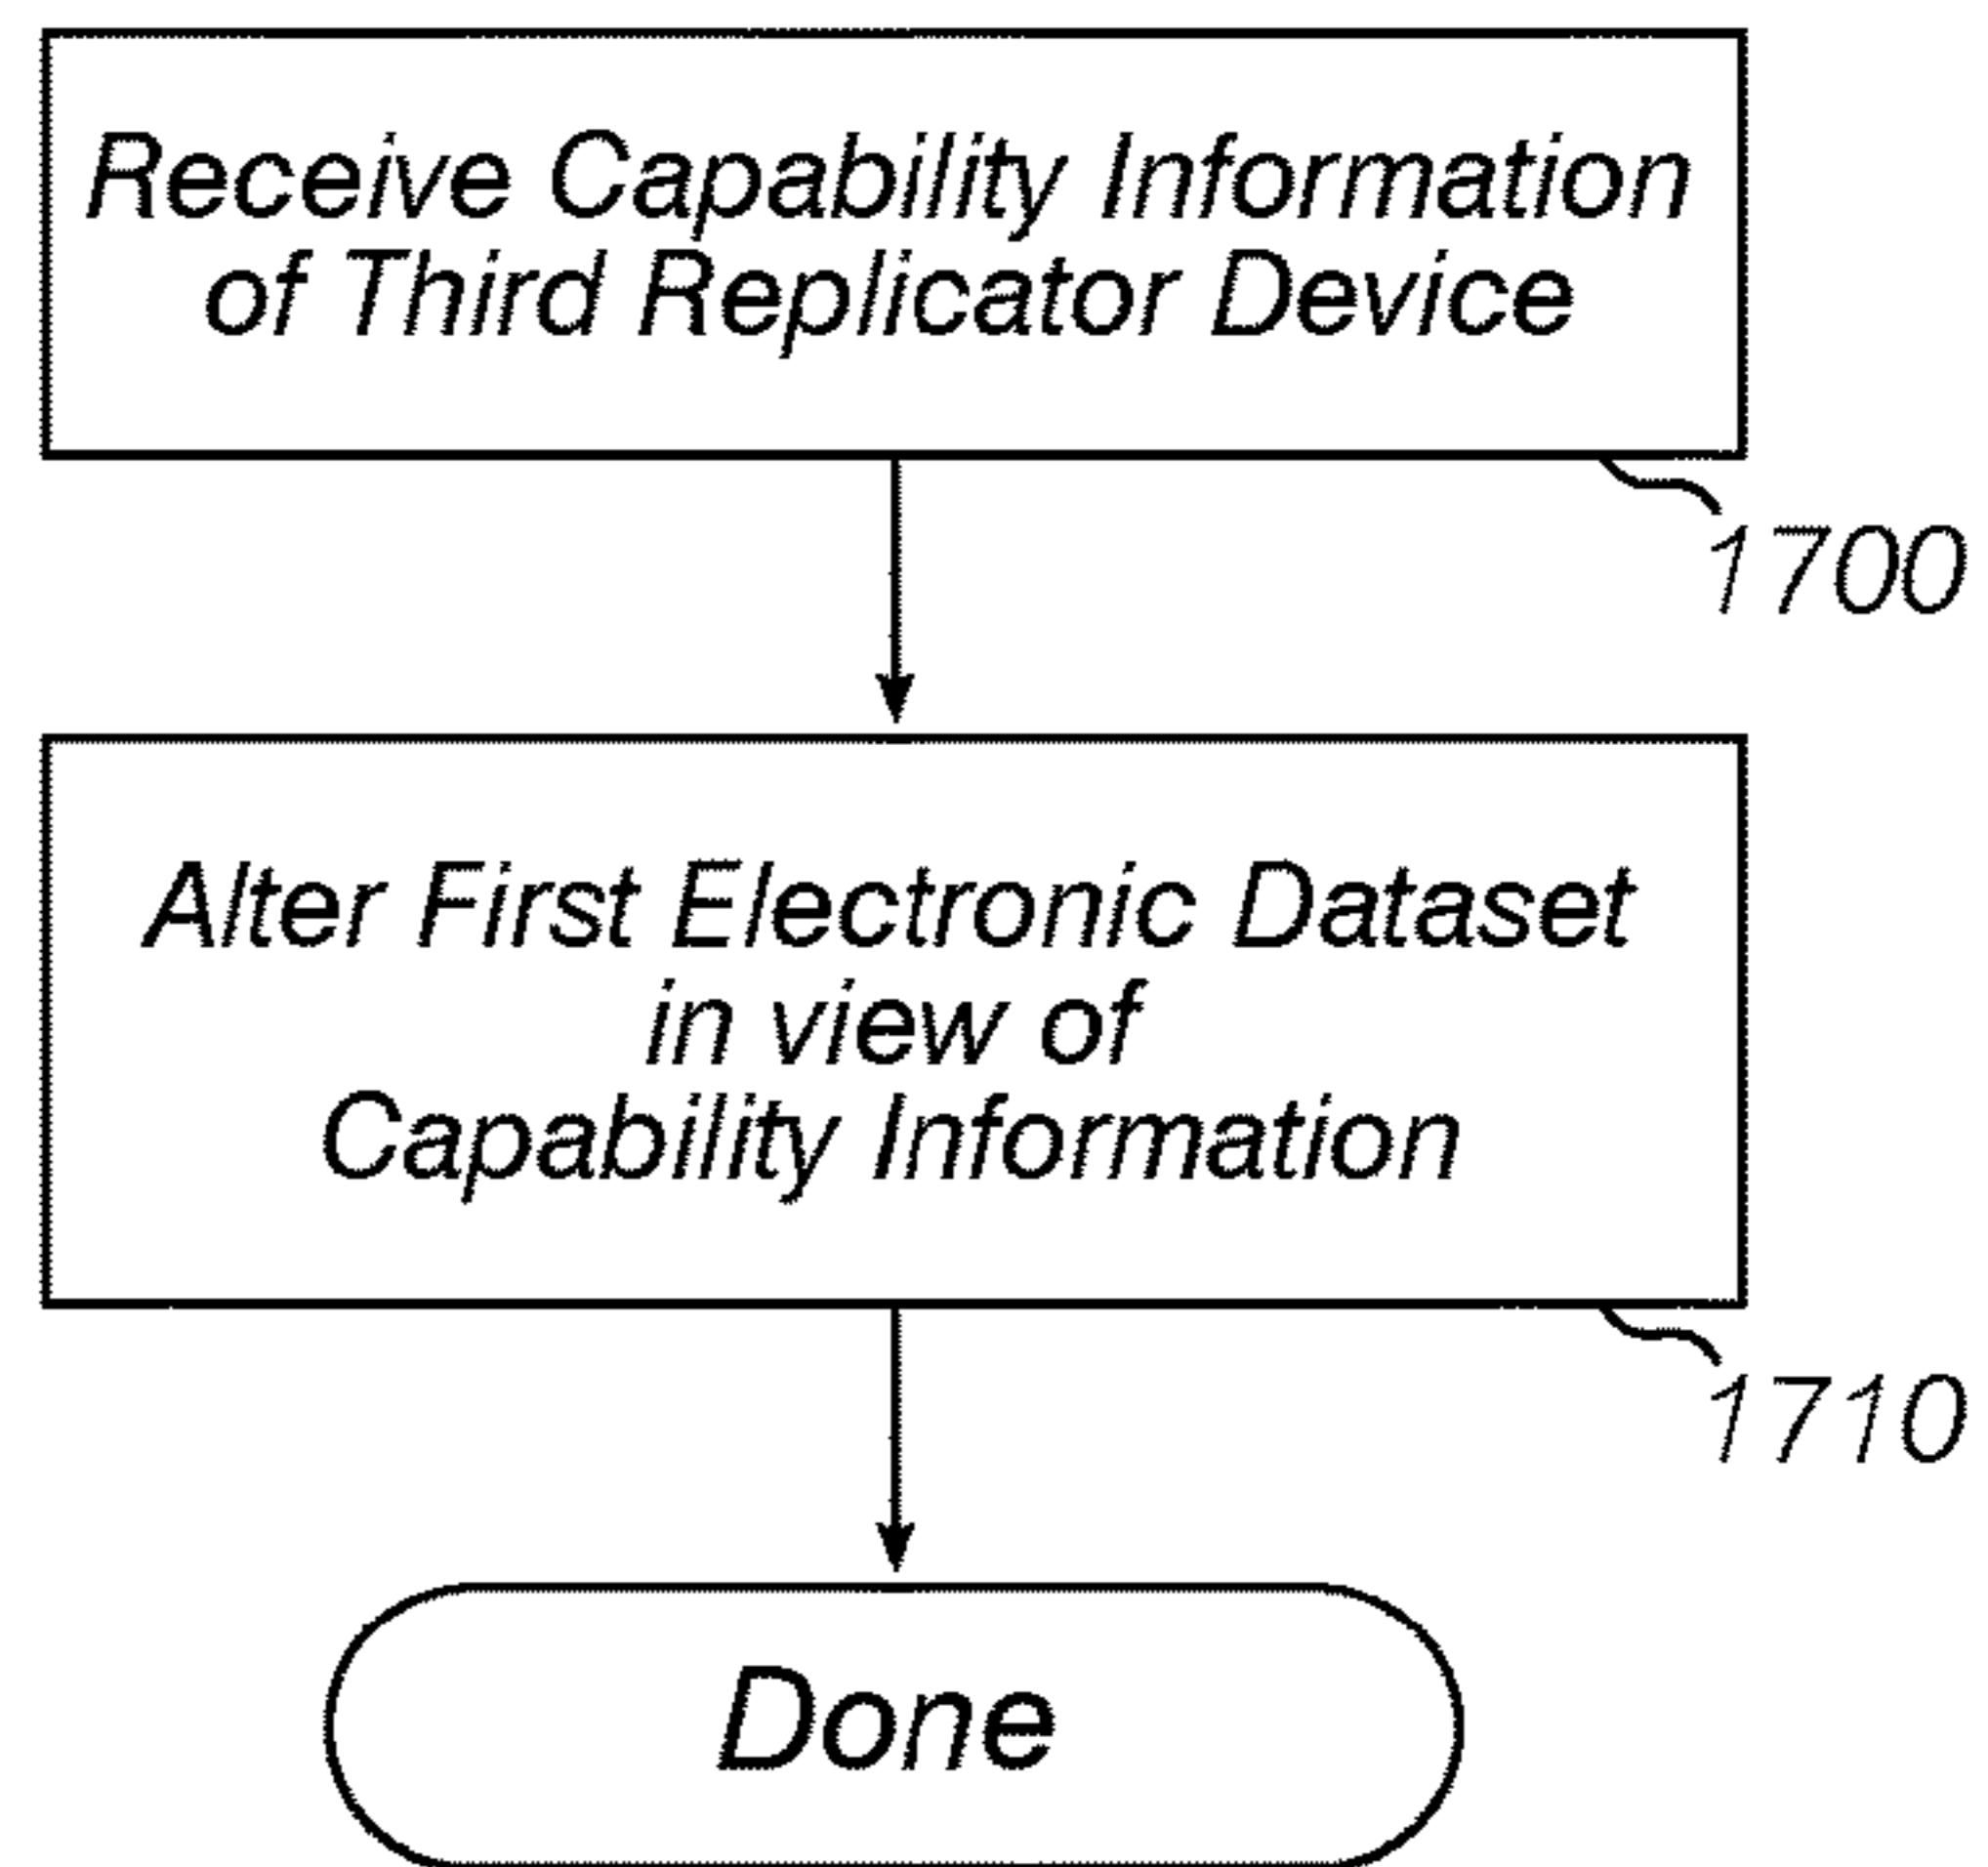 Receive Capability Information
of Third Replicator Device
1700
Alter First Electronic Dataset
in view of
Capability Information
1710
Done